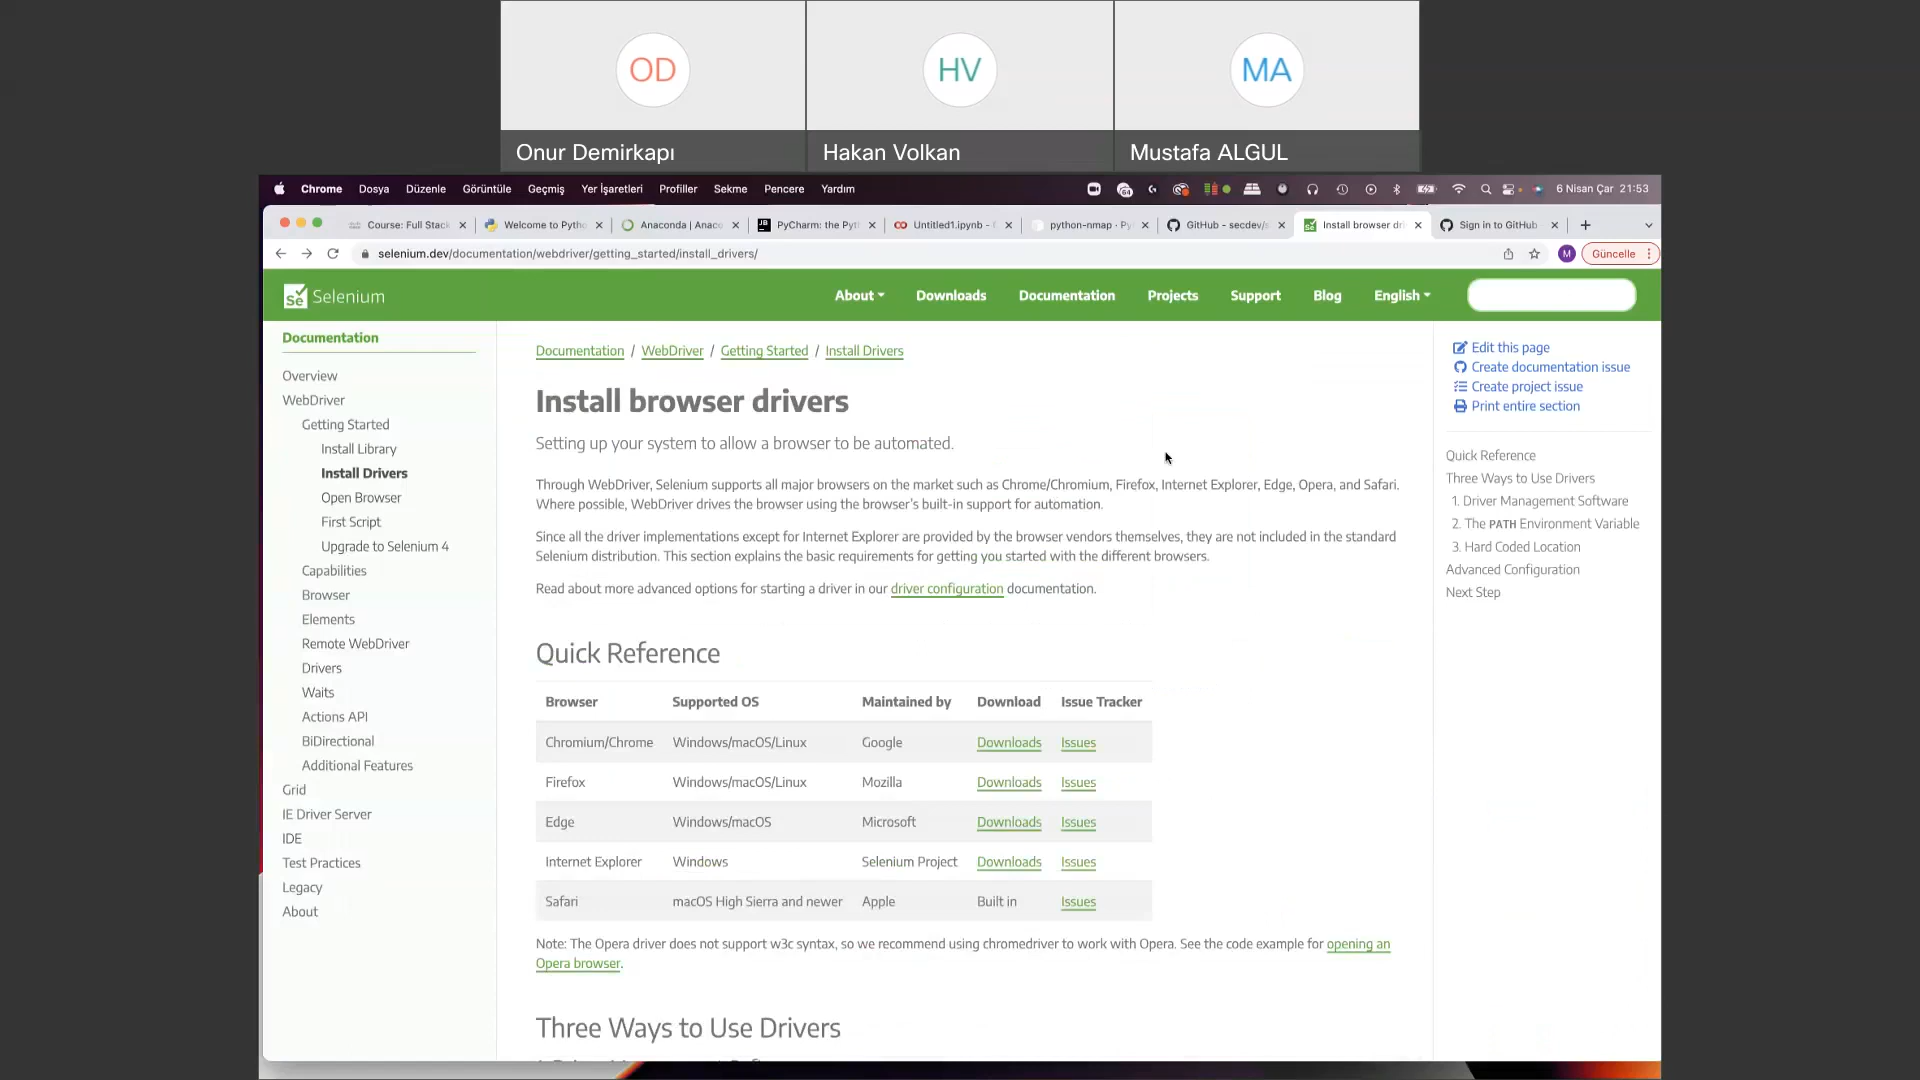 OD
HV
MA
Onur Demirkapı
Hakan Volkan
Mustafa ALGUL
Chrome Dosya Düzenle Görüntüle Geçmiş Yer İşaretleri Profiller Sekme Pencere Yardım
64
6 Nisan Çar 21:53
Course: Full Stack
Welcome to Pytho
Anaconda | Anac
PyCharm: the Pyt
Untitled1.ipynb -
python-nmap · Py
GitHub - secdev/s
Install browser dri
Sign in to GitHub
selenium.dev/documentation/webdriver/getting_started/install_drivers/
M
Güncelle
Se Selenium
About
Downloads
Documentation
Projects
Support
Blog
English
Documentation
Overview
WebDriver
Getting Started
Install Library
Install Drivers
Open Browser
First Script
Upgrade to Selenium 4
Capabilities
Browser
Elements
Remote WebDriver
Drivers
Waits
Actions API
BiDirectional
Additional Features
Grid
IE Driver Server
IDE
Test Practices
Legacy
About
Documentation / WebDriver / Getting Started / Install Drivers
Install browser drivers
Setting up your system to allow a browser to be automated.
Through WebDriver, Selenium supports all major browsers on the market such as Chrome/Chromium, Firefox, Internet Explorer, Edge, Opera, and Safari.
Where possible, WebDriver drives the browser using the browser's built-in support for automation.
Since all the driver implementations except for Internet Explorer are provided by the browser vendors themselves, they are not included in the standard
Selenium distribution. This section explains the basic requirements for getting you started with the different browsers.
Read about more advanced options for starting a driver in our driver configuration documentation.
Quick Reference
Browser Supported OS Maintained by Download Issue Tracker
Chromium/Chrome Windows/macOS/Linux Google Downloads Issues
Firefox Windows/macOS/Linux Mozilla Downloads Issues
Edge Windows/macOS Microsoft Downloads Issues
Internet Explorer Windows Selenium Project Downloads Issues
Safari macOS High Sierra and newer Apple Built in Issues
Note: The Opera driver does not support w3c syntax, so we recommend using chromedriver to work with Opera. See the code example for opening an
Opera browser.
Three Ways to Use Drivers
Edit this page
Create documentation issue
Create project issue
Print entire section
Quick Reference
Three Ways to Use Drivers
1. Driver Management Software
2. The PATH Environment Variable
3. Hard Coded Location
Advanced Configuration
Next Step